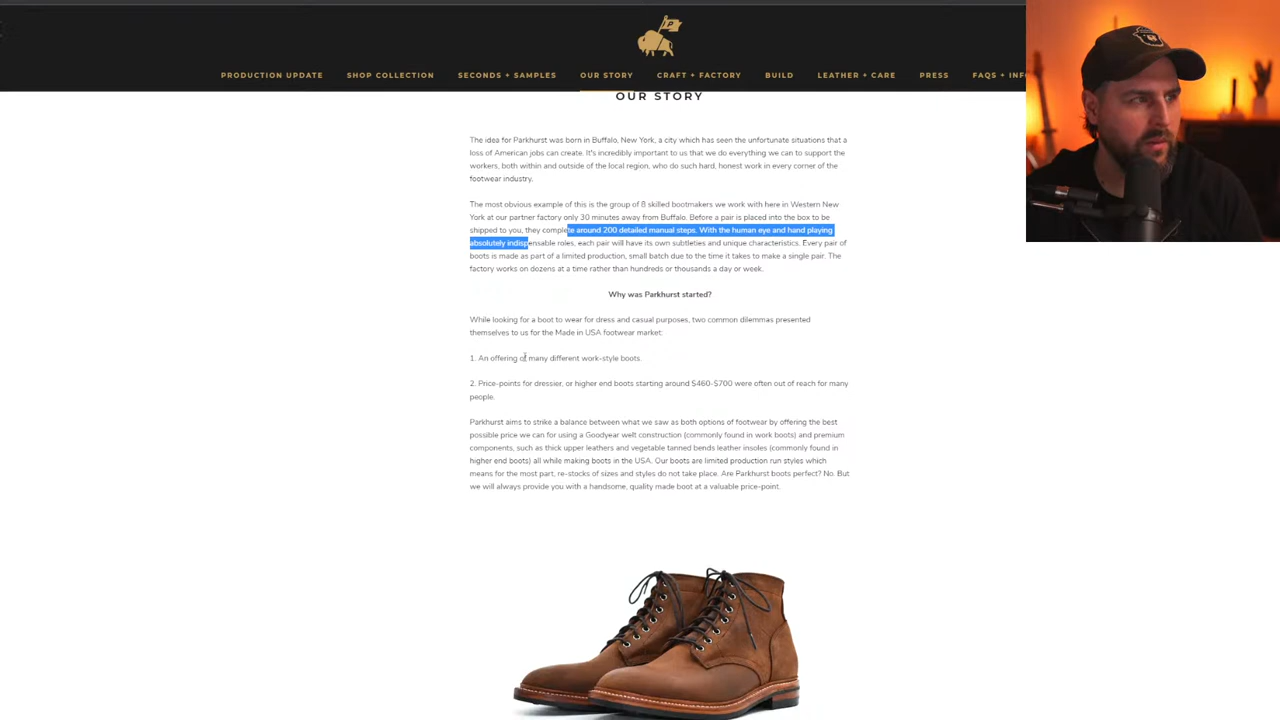 P
PRODUCTION UPDATE SHOP COLLECTION SECONDS + SAMPLES OUR STORY CRAFT + FACTORY BUILD LEATHER + CARE PRESS FAQS + INF
OUR STORY
The idea for Parkhurst was born in Buffalo, New York, a city which has seen the unfortunate situations that a
loss of American jobs can create. It's incredibly important to us that we do everything we can to support the
workers, both within and outside of the local region, who do such hard, honest work in every corner of the
footwear industry.
The most obvious example of this is the group of 8 skilled bootmakers we work with here in Western New
York at our partner factory only 30 minutes away from Buffalo. Before a pair is placed into the box to be
shipped to you, they complete around 200 detailed manual steps. With the human eye and hand playing
absolutely indispensable roles, each pair will have its own subtleties and unique characteristics. Every pair of
boots is made as part of a limited production, small batch due to the time it takes to make a single pair. The
factory works on dozens at a time rather than hundreds or thousands a day or week.
Why was Parkhurst started?
While looking for a boot to wear for dress and casual purposes, two common dilemmas presented
themselves to us for the Made in USA footwear market:
1. An offering of many different work-style boots.
2. Price-points for dressier, or higher end boots starting around $460-$700 were often out of reach for many
people.
Parkhurst aims to strike a balance between what we saw as both options of footwear by offering the best
possible price we can for using a Goodyear welt construction (commonly found in work boots) and premium
components, such as thick upper leathers and vegetable tanned bends leather insoles (commonly found in
higher end boots) all while making boots in the USA. Our boots are limited production run styles which
means for the most part, re-stocks of sizes and styles do not take place. Are Parkhurst boots perfect? No. But
we will always provide you with a handsome, quality made boot at a valuable price-point.